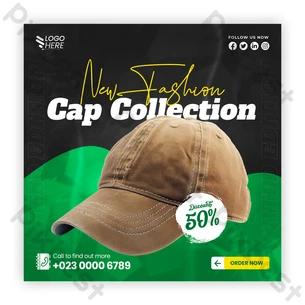 LOGO
HERE
FOLLOW US NOW
New Fashion
Cap Collection
Discount
50%
Call to find out more
+023 0000 6789
ORDER NOW